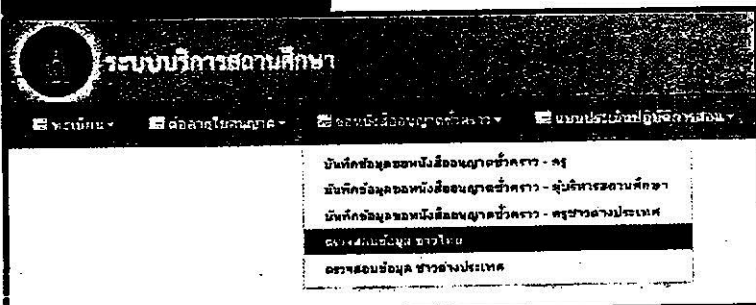 ระบบบริการสถานศึกษา
ทะเบียน
ต่ออายุใบอนุญาต
ขอหนังสืออนุญาตชั่วคราว
แบบประเมินปฏิบัติการสอน
บันทึกข้อมูลขอหนังสืออนุญาตชั่วคราว - ครู
บันทึกข้อมูลขอหนังสืออนุญาตชั่วคราว - ผู้บริหารสถานศึกษา
บันทึกข้อมูลขอหนังสืออนุญาตชั่วคราว - ครูชาวต่างประเทศ
ตรวจสอบข้อมูล ชาวไทย
ตรวจสอบข้อมูล ชาวต่างประเทศ